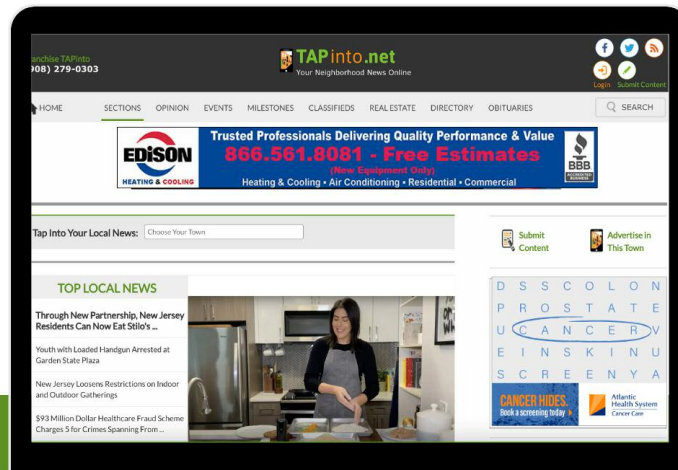 Franchise TAPinto
(908) 279-0303
TAPinto.net
Your Neighborhood News Online
Login Submit Content
HOME SECTIONS OPINION EVENTS MILESTONES CLASSIFIEDS REAL ESTATE DIRECTORY OBITUARIES SEARCH
EDISON
HEATING & COOLING
Trusted Professionals Delivering Quality Performance & Value
866.561.8081 - Free Estimates
(New Equipment Only)
Heating & Cooling • Air Conditioning • Residential • Commercial
BBB
ACCREDITED
BUSINESS
Tap Into Your Local News: Choose Your Town
Submit
Content
Advertise in
This Town
TOP LOCAL NEWS
Through New Partnership, New Jersey
Residents Can Now Eat Stilo's ...
Youth with Loaded Handgun Arrested at
Garden State Plaza
New Jersey Loosens Restrictions on Indoor
and Outdoor Gatherings
$93 Million Dollar Healthcare Fraud Scheme
Charges 5 for Crimes Spanning From ...
D S S C O L O N
P R O S T A T E
U C A N C E R V
E I N S K I N U
S C R E E N Y A
CANCER HIDES.
Book a screening today
Atlantic
Health System
Cancer Care